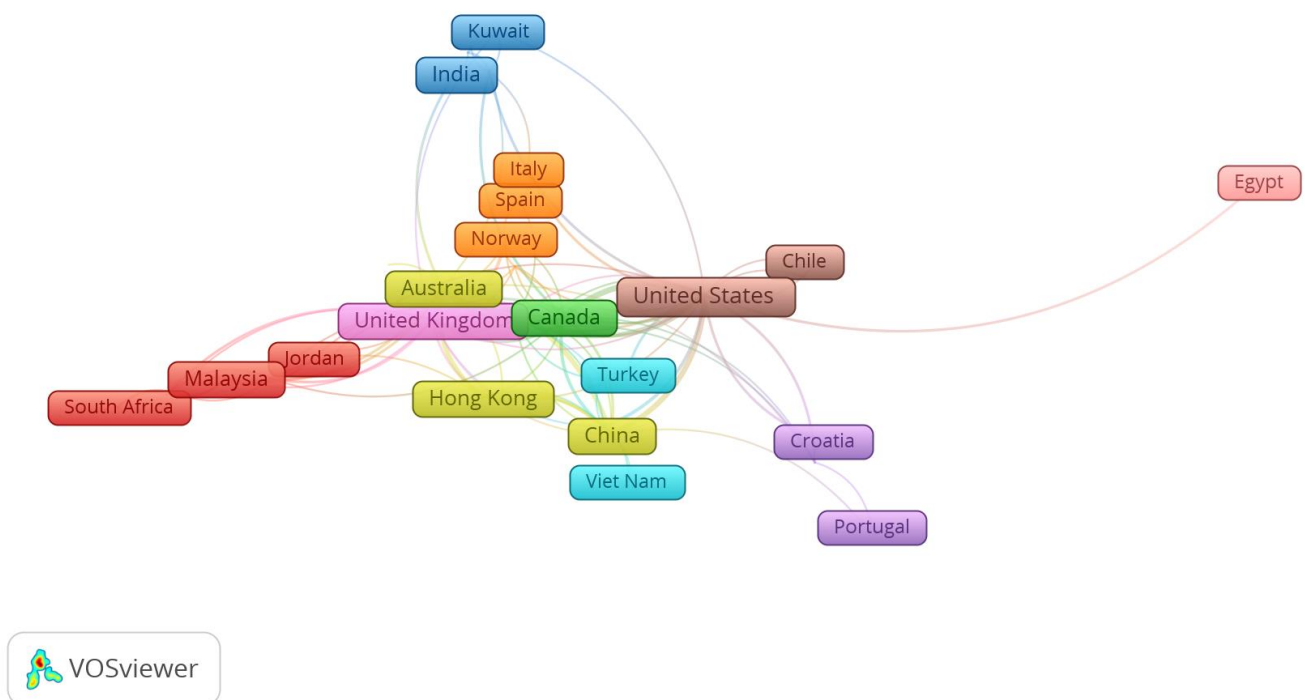 Kuwait
India
Italy
Egypt
Spain
Norway
Chile
Australia
United States
United Kingdom
Canada
Jordan
Malaysia
Turkey
South Africa
Hong Kong
China
Croatia
Viet Nam
Portugal
VOSviewer